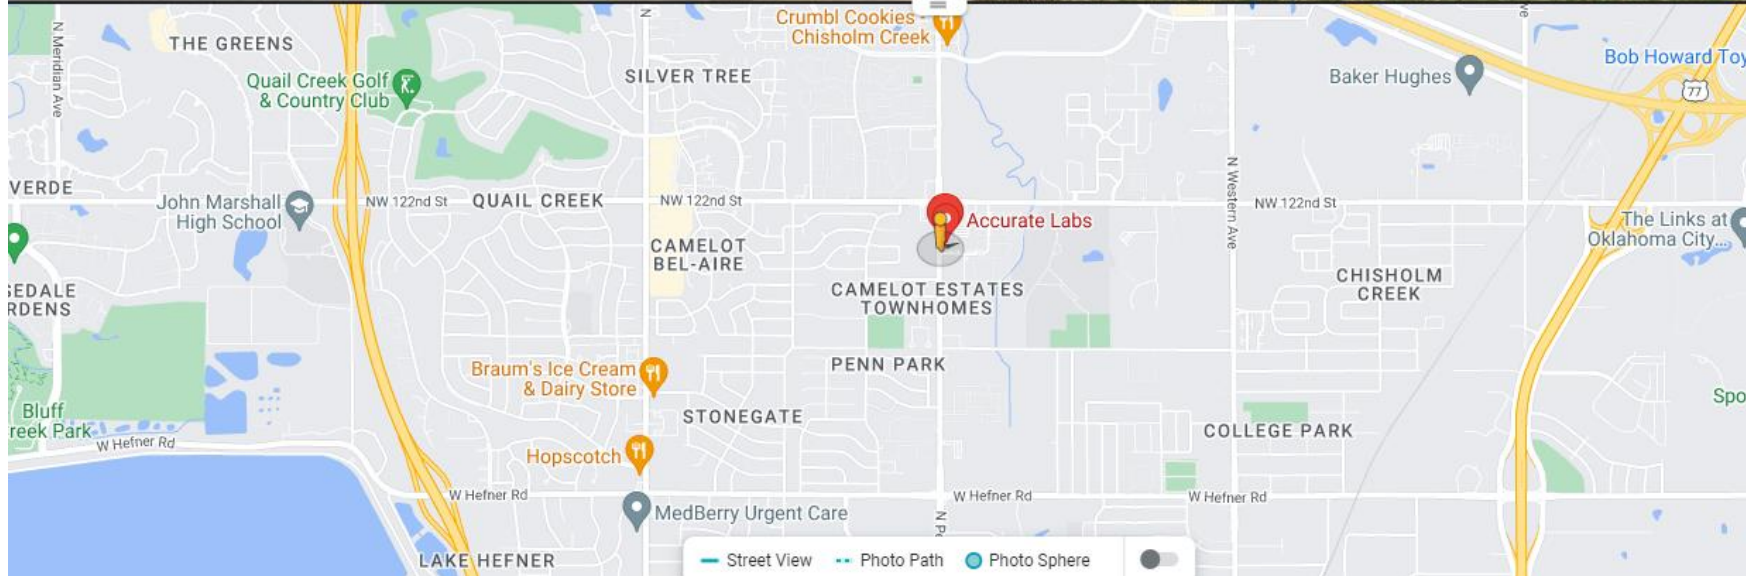 Crumbl Cookies -
Chisholm Creek
N Meridian Ave
THE GREENS
N
Bob Howard Toy
Quail Creek Golf
& Country Club
SILVER TREE
Baker Hughes
77
VERDE
John Marshall
High School
NW 122nd St
QUAIL CREEK
NW 122nd St
N Western Ave
NW 122nd St
Accurate Labs
The Links at
Oklahoma City...
CAMELOT
BEL-AIRE
SEDALE
RDENS
CAMELOT ESTATES
TOWNHOMES
CHISHOLM
CREEK
Braum's Ice Cream
& Dairy Store
PENN PARK
Bluff
reek Park
STONEGATE
Spo
W Hefner Rd
COLLEGE PARK
Hopscotch
W Hefner Rd
W Hefner Rd
W Hefner Rd
MedBerry Urgent Care
N Pe
LAKE HEFNER
Street View
Photo Path
Photo Sphere